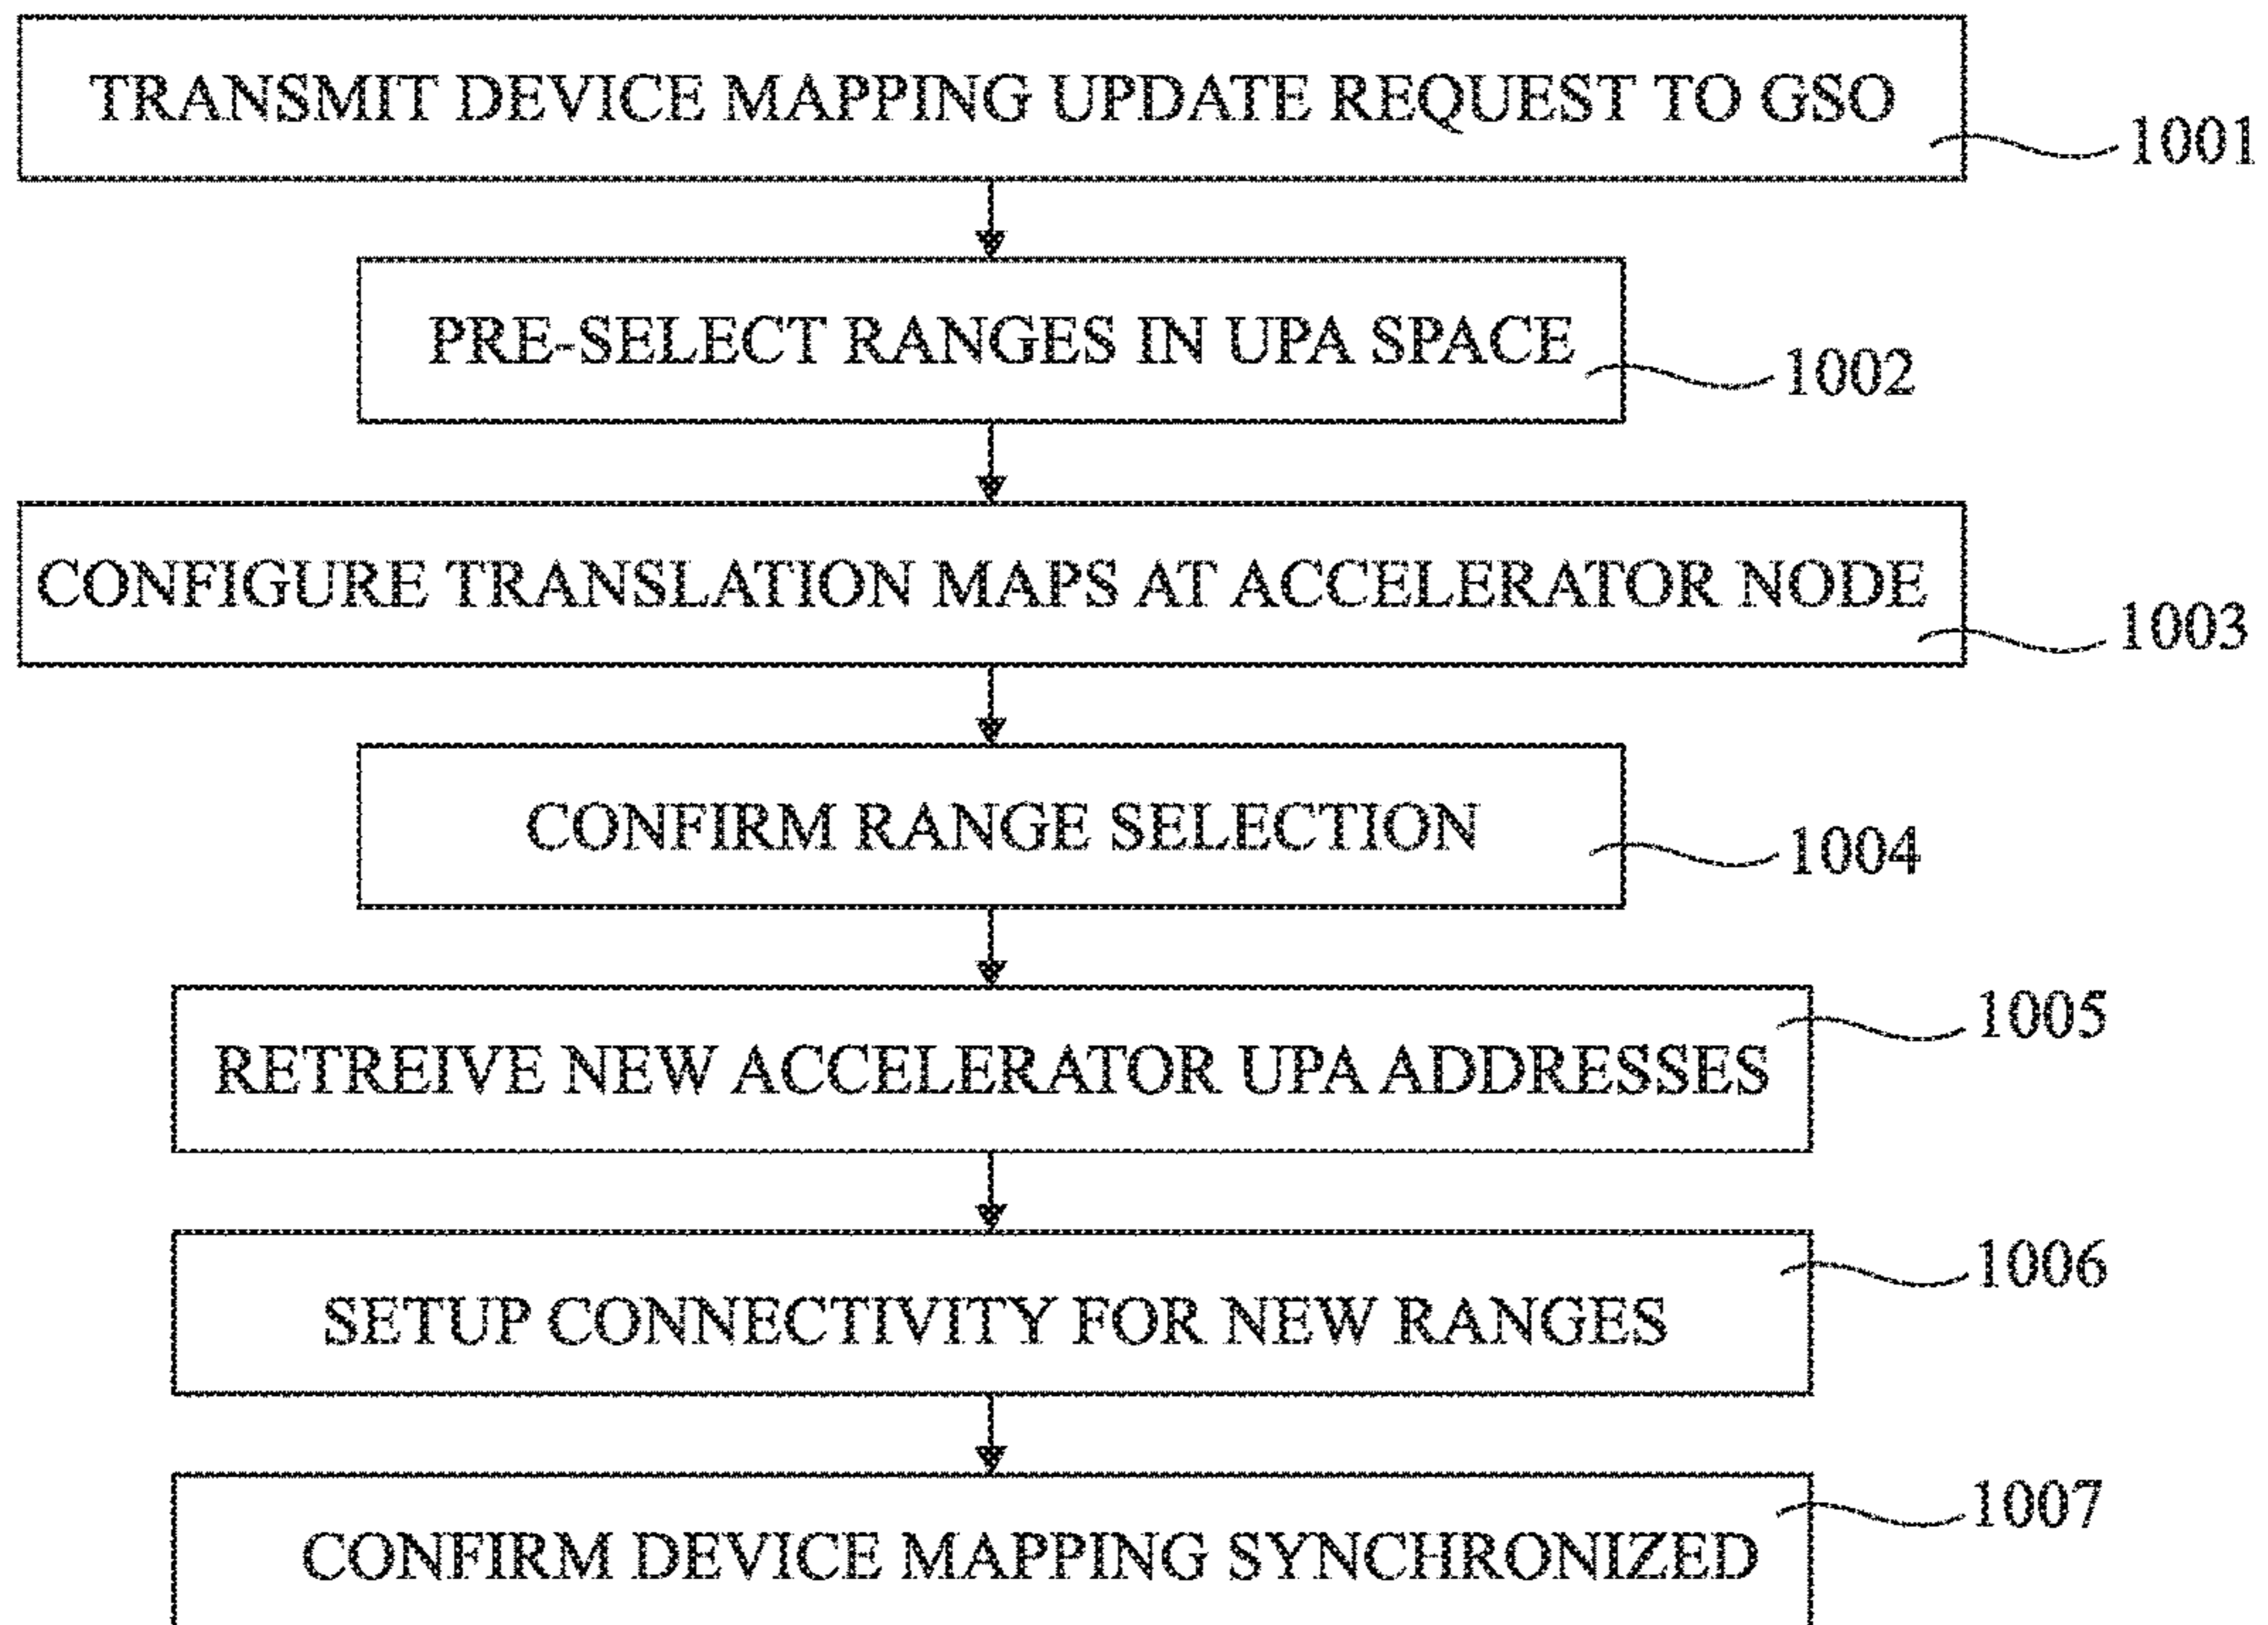 TRANSMIT DEVICE MAPPING UPDATE REQUEST TO GSO
1001
PRE-SELECT RANGES IN UPA SPACE
1002
CONFIGURE TRANSLATION MAPS AT ACCELERATOR NODE
1003
CONFIRM RANGE SELECTION
1004
RETREIVE NEW ACCELERATOR UPA ADDRESSES
1005
SETUP CONNECTIVITY FOR NEW RANGES
1006
CONFIRM DEVICE MAPPING SYNCHRONIZED
1007